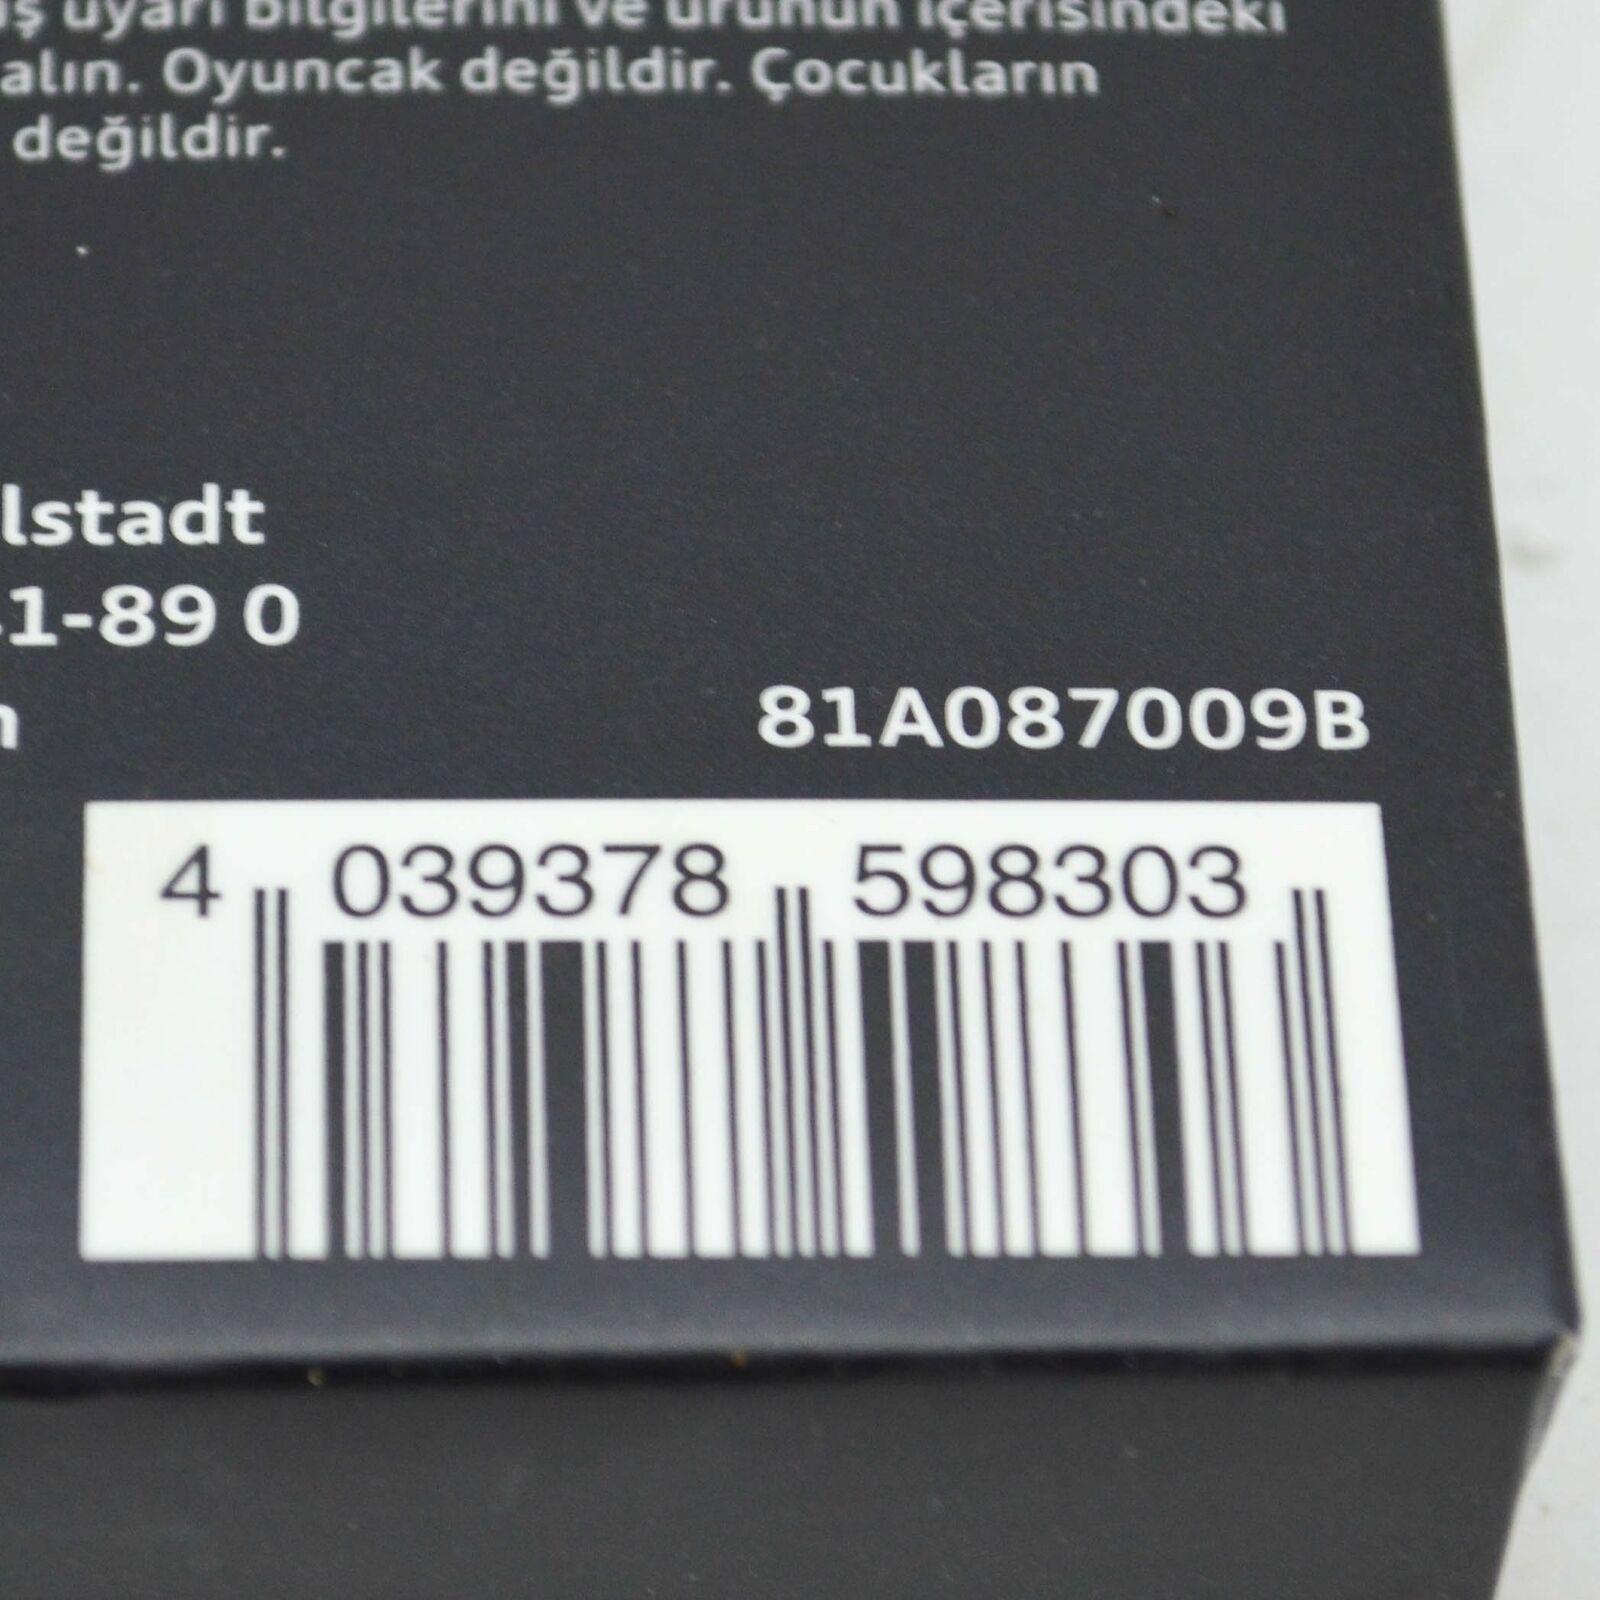 uyarı bilgilerini ve ürünün içerisindeki
alın. Oyuncak değildir. Çocukların
değildir.
lstadt
1-89 0
81A087009B
4 039378 598303